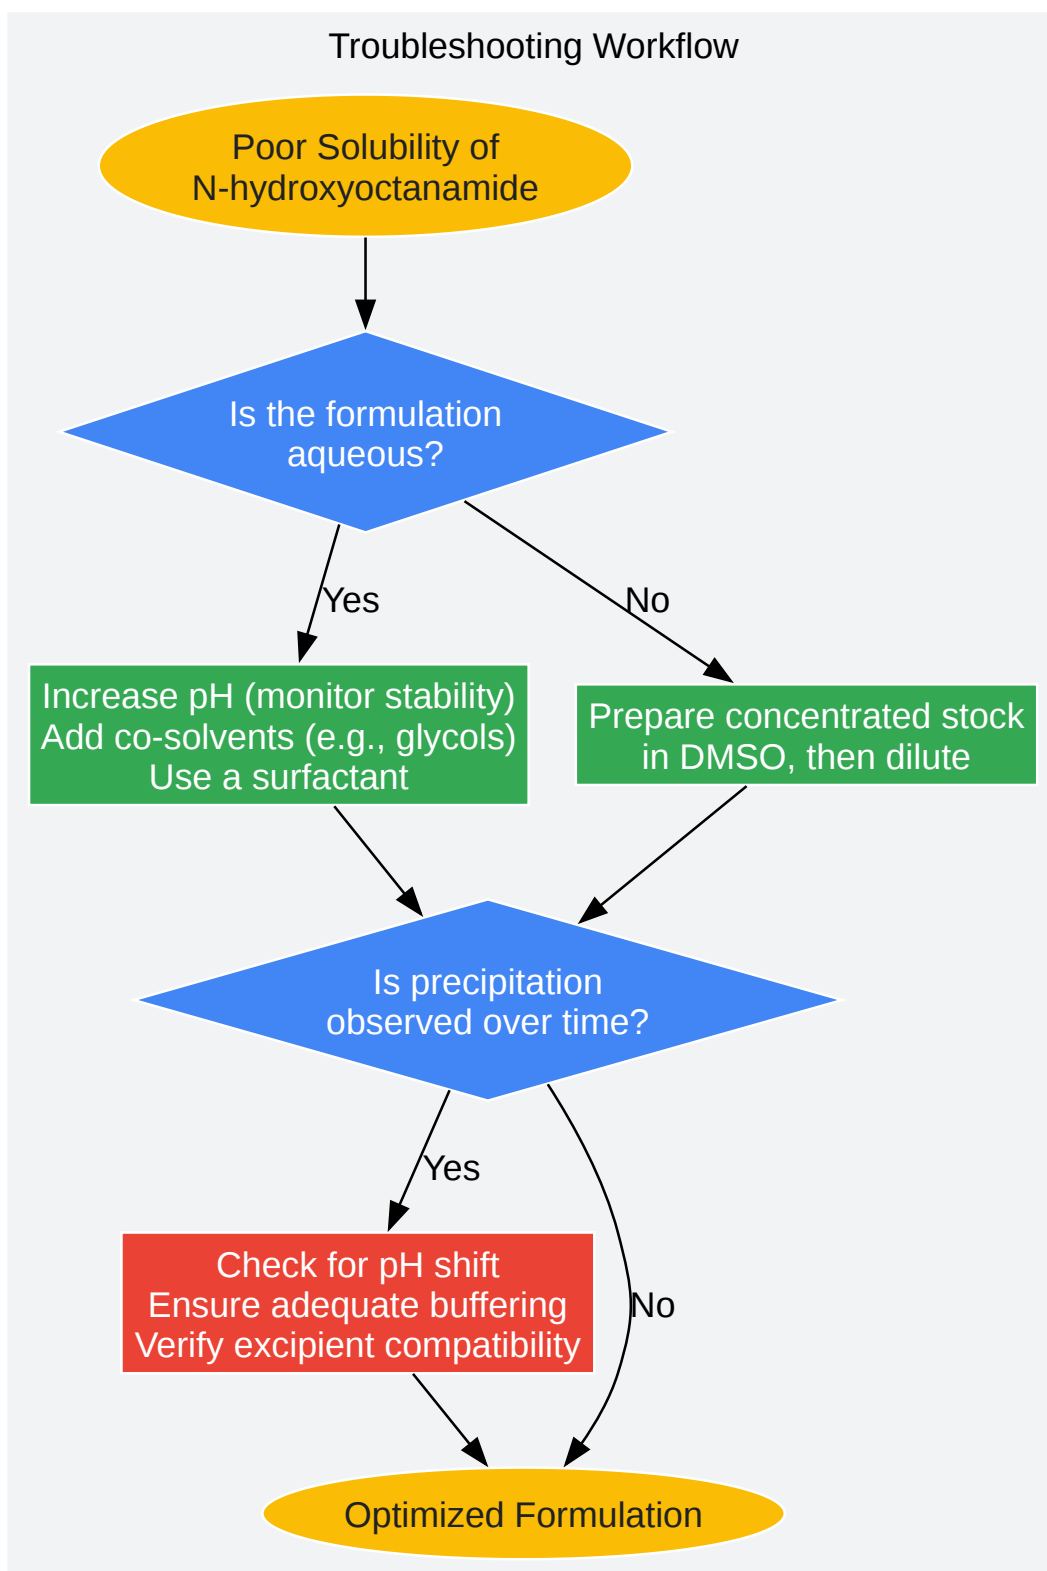 Troubleshooting Workflow
Poor Solubility of
N-hydroxyoctanamide
Is the formulation
aqueous?
Yes
No
Increase pH (monitor stability)
Add co-solvents (e.g., glycols)
Use a surfactant
Prepare concentrated stock
in DMSO, then dilute
Is precipitation
observed over time?
Yes
Check for pH shift
Ensure adequate buffering
Verify excipient compatibility
No
Optimized Formulation